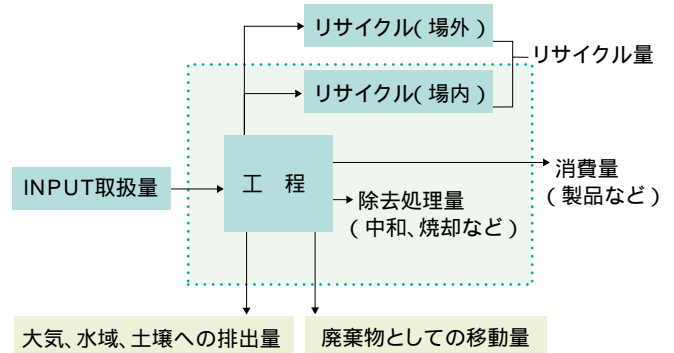 リサイクル(場外)
リサイクル量
リサイクル(場内)
工 程
INPUT取扱量
消費量
(製品など)
除去処理量
(中和、焼却など)
大気、水域、土壌への排出量
廃棄物としての移動量